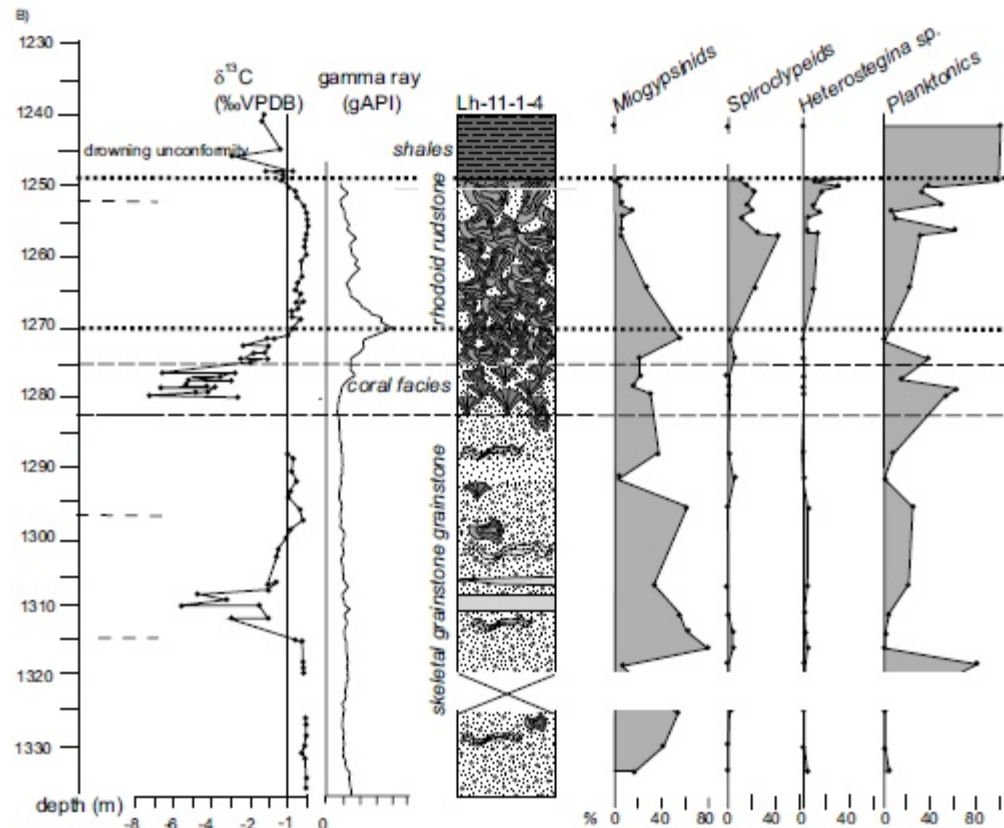 B)
1230
1240
1250
1260
1270
1280
1290
1300
1310
1320
1330
depth (m)
δ¹³C
(‰VPDB)
drowning unconformity
-8 -6 -4 -2 -1
gamma ray
(gAPI)
0
Lh-11-1-4
shales
rhodoid rudstone
coral facies
skeletal grainstone grainstone
Miogypsinids
Spiroclypeids
Heterostegina sp.
Planktonics
% 0 40 80 0 40 0 40 0 40 80